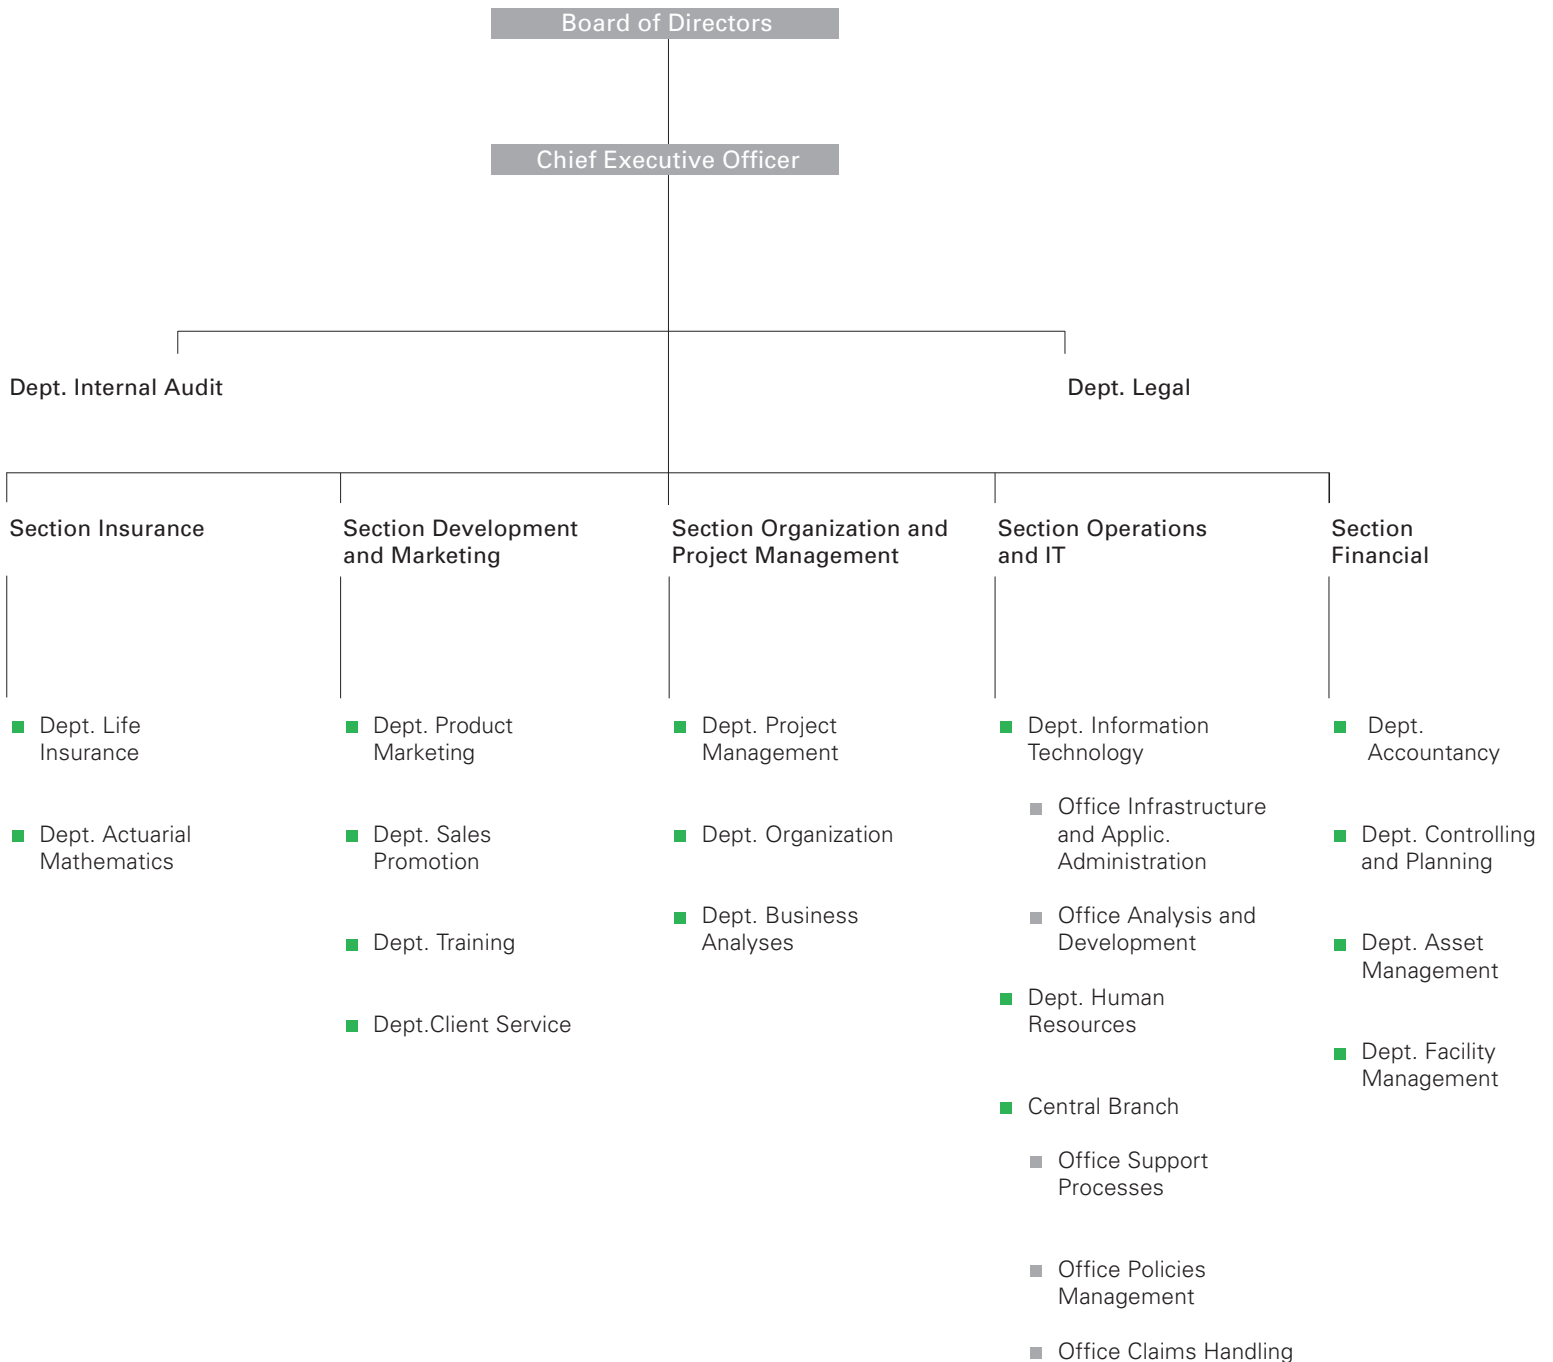 Board of Directors
Chief Executive Officer
Dept. Internal Audit
Dept. Legal
Section Insurance
Section Development
and Marketing
Section Organization and
Project Management
Section Operations
and IT
Section
Financial
Dept. Life
Insurance
Dept. Actuarial
Mathematics
Dept. Product
Marketing
Dept. Sales
Promotion
Dept. Training
Dept.Client Service
Dept. Project
Management
Dept. Organization
Dept. Business
Analyses
Dept. Information
Technology
Office Infrastructure
and Applic.
Administration
Office Analysis and
Development
Dept. Human
Resources
Central Branch
Office Support
Processes
Office Policies
Management
Office Claims Handling
Dept.
Accountancy
Dept. Controlling
and Planning
Dept. Asset
Management
Dept. Facility
Management